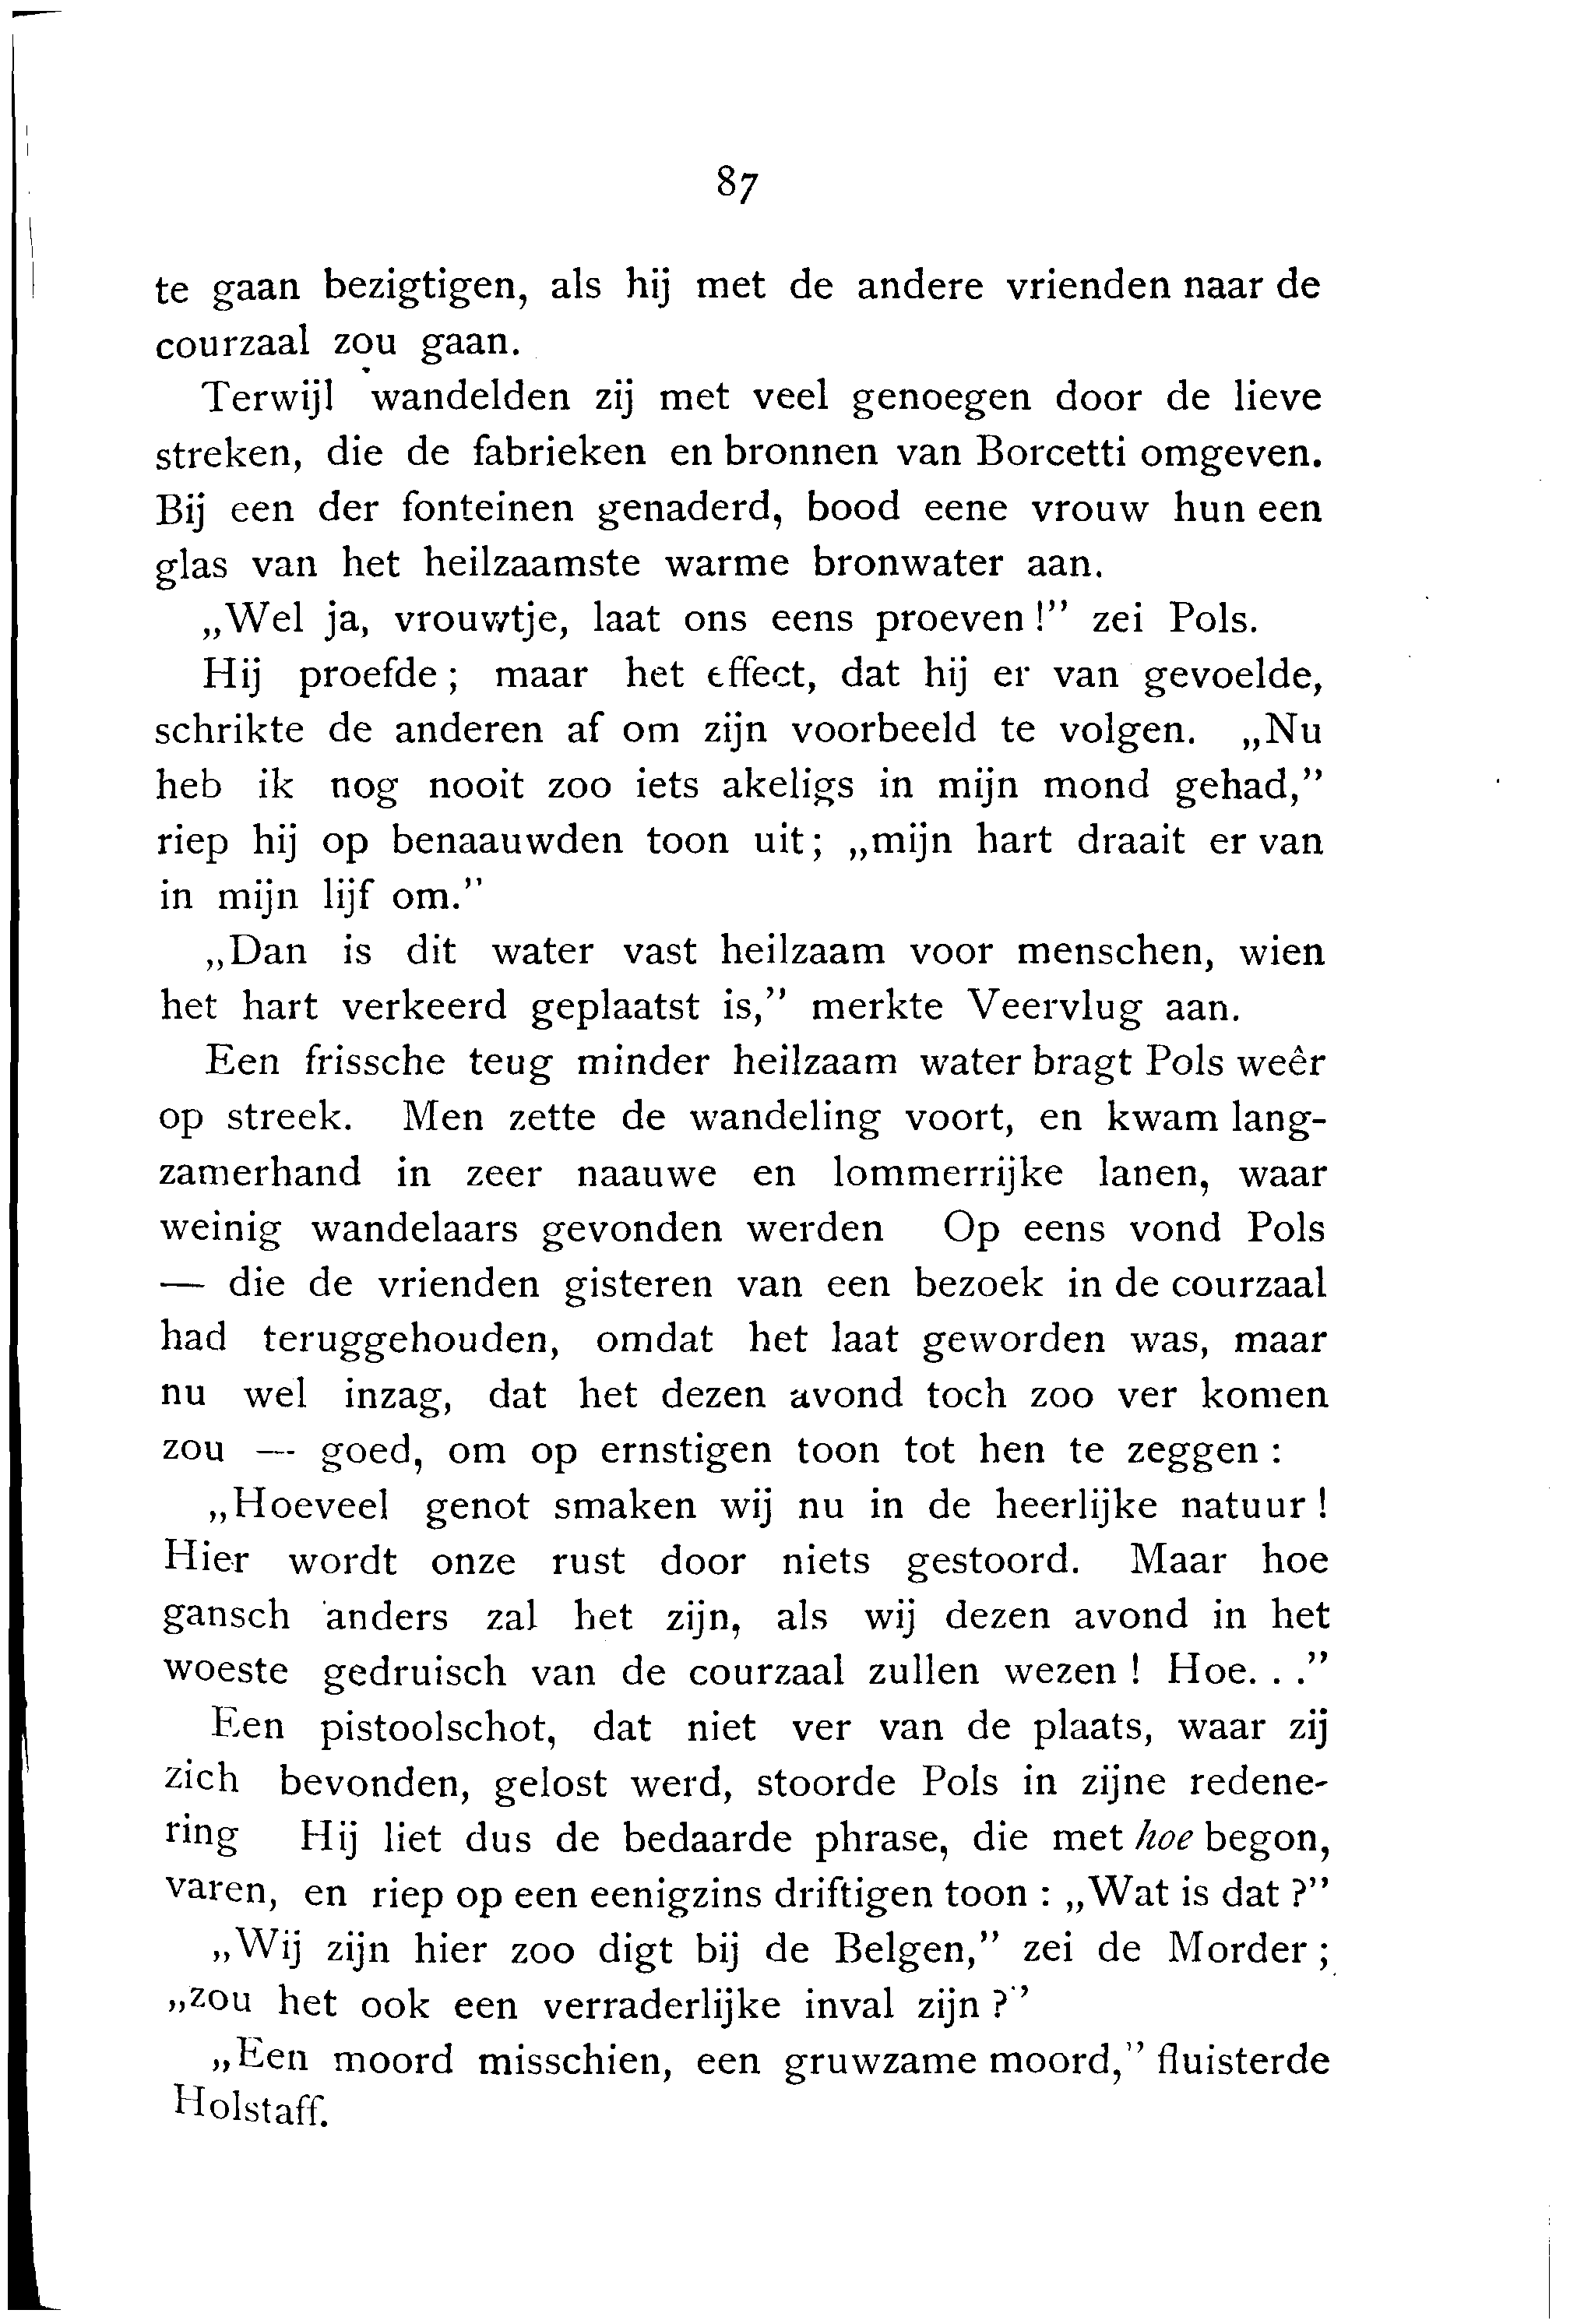 87
te gaan bezigtigen, als hij met de andere vrienden naar de
courzaal zou gaan.
Terwijl wandelden zij met veel genoegen door de lieve
streken, die de fabrieken en bronnen van Borcetti omgeven.
Bij een der fonteinen genaderd, bood eene vrouw hun een
glas van het heilzaamste warme bronwater aan.
„Wel ja, vrouwtje, laat ons eens proeven!” zei Pols.
Hij proefde; maar het effect, dat hij er van gevoelde,
schrikte de anderen af om zijn voorbeeld te volgen. „Nu
heb ik nog nooit zoo iets akeligs in mijn mond gehad,”
riep hij op benaauwden toon uit; „mijn hart draait er van
in mijn lijf om.”
„Dan is dit water vast heilzaam voor menschen, wien
het hart verkeerd geplaatst is,” merkte Veervlug aan.
Een frissche teug minder heilzaam water bragt Pols weêr
op streek. Men zette de wandeling voort, en kwam lang-
zamerhand in zeer naauwe en lommerrijke lanen, waar
weinig wandelaars gevonden werden Op eens vond Pols
— die de vrienden gisteren van een bezoek in de courzaal
had teruggehouden, omdat het laat geworden was, maar
nu wel inzag, dat het dezen avond toch zoo ver komen
zou — goed, om op ernstigen toon tot hen te zeggen:
„Hoeveel genot smaken wij nu in de heerlijke natuur!
Hier wordt onze rust door niets gestoord. Maar hoe
gansch anders zal het zijn, als wij dezen avond in het
woeste gedruisch van de courzaal zullen wezen! Hoe...”
Een pistoolschot, dat niet ver van de plaats, waar zij
zich bevonden, gelost werd, stoorde Pols in zijne redene-
ring Hij liet dus de bedaarde phrase, die met hoe begon,
varen, en riep op een eenigzins driftigen toon: „Wat is dat?”
„Wij zijn hier zoo digt bij de Belgen,” zei de Morder;
„zou het ook een verraderlijke inval zijn?”
„Een moord misschien, een gruwzame moord,” fluisterde
Holstaff.